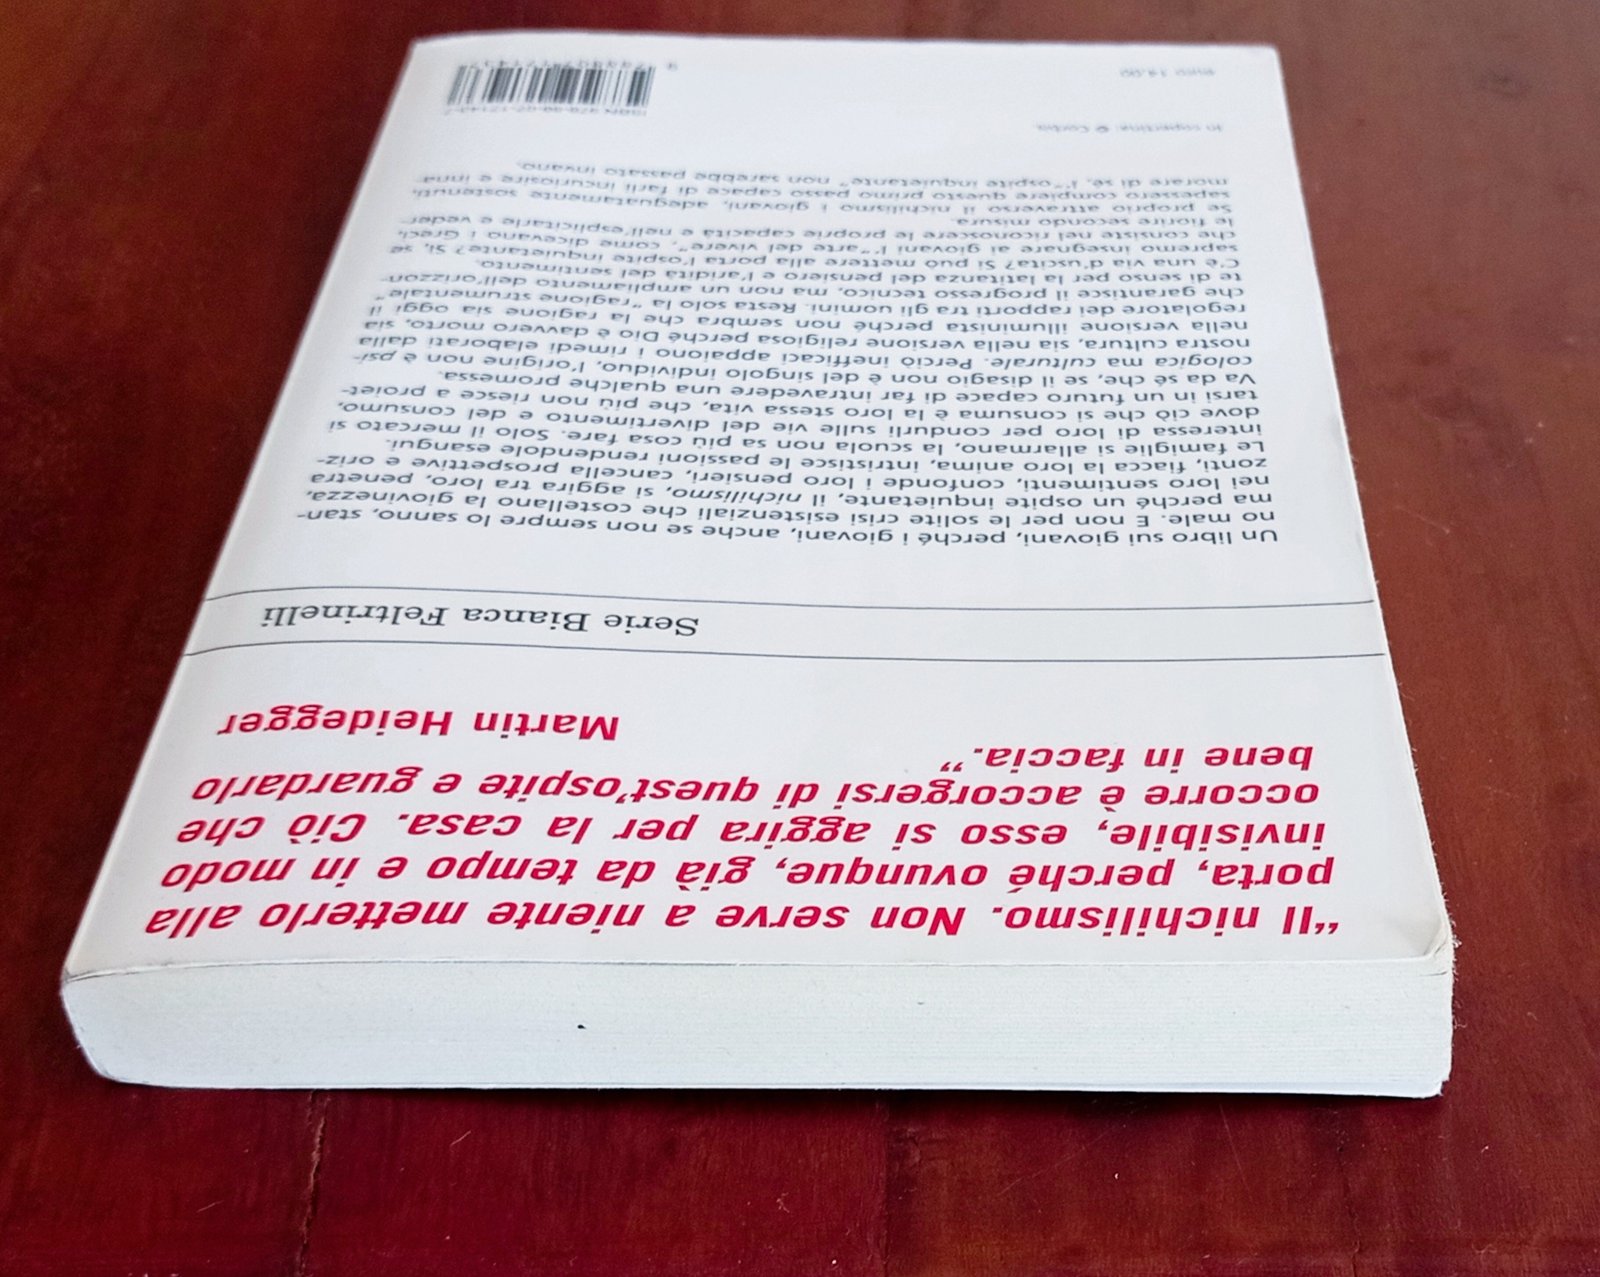 “Il nichilismo. Non serve a niente metterlo alla
porta, perché ovunque, già da tempo e in modo
invisibile, esso si aggira per la casa. Ciò che
occorre è accorgersi di quest’ospite e guardarlo
bene in faccia.”
Martin Heidegger
Serie Bianca Feltrinelli
Un libro sui giovani, perché i giovani, anche se non sempre lo sanno, stan-
no male. E non per le solite crisi esistenziali che costellano la giovinezza,
ma perché un ospite inquietante, il nichilismo, si aggira tra loro, penetra
nei loro sentimenti, confonde i loro pensieri, cancella prospettive e oriz-
zonti, fiacca la loro anima, intristisce le passioni rendendole esangui.
Le famiglie si allarmano, la scuola non sa più cosa fare. Solo il mercato si
interessa di loro per condurli sulle vie del divertimento e del consumo,
dove ciò che si consuma è la loro stessa vita, che più non riesce a proiet-
tarsi in un futuro capace di far intravedere una qualche promessa.
Va da sé che, se il disagio non è del singolo individuo, l’origine non è psi-
cologica ma culturale. Perciò inefficaci appaiono i rimedi elaborati dalla
nostra cultura, sia nella versione religiosa perché Dio è davvero morto, sia
nella versione illuminista perché non sembra che la ragione sia oggi il
regolatore dei rapporti tra gli uomini. Resta solo la “ragione strumentale”
che garantisce il progresso tecnico, ma non un ampliamento dell’orizzon-
te di senso per la latitanza del pensiero e l’aridità del sentimento.
C’è una via d’uscita? Si può mettere alla porta l’ospite inquietante? Sì, se
sapremo insegnare ai giovani l’“arte del vivere”, come dicevano i Greci,
che consiste nel riconoscere le proprie capacità e nell’esplicitarle e veder-
le fiorire secondo misura.
Se proprio attraverso il nichilismo i giovani, adeguatamente sostenuti,
sapessero compiere questo primo passo capace di farli incuriosire e inna-
morare di sé, l’“ospite inquietante” non sarebbe passato invano.
In copertina: © Corbis.
euro 14,00
ISBN 978-88-07-17143-7
9 788807 171437